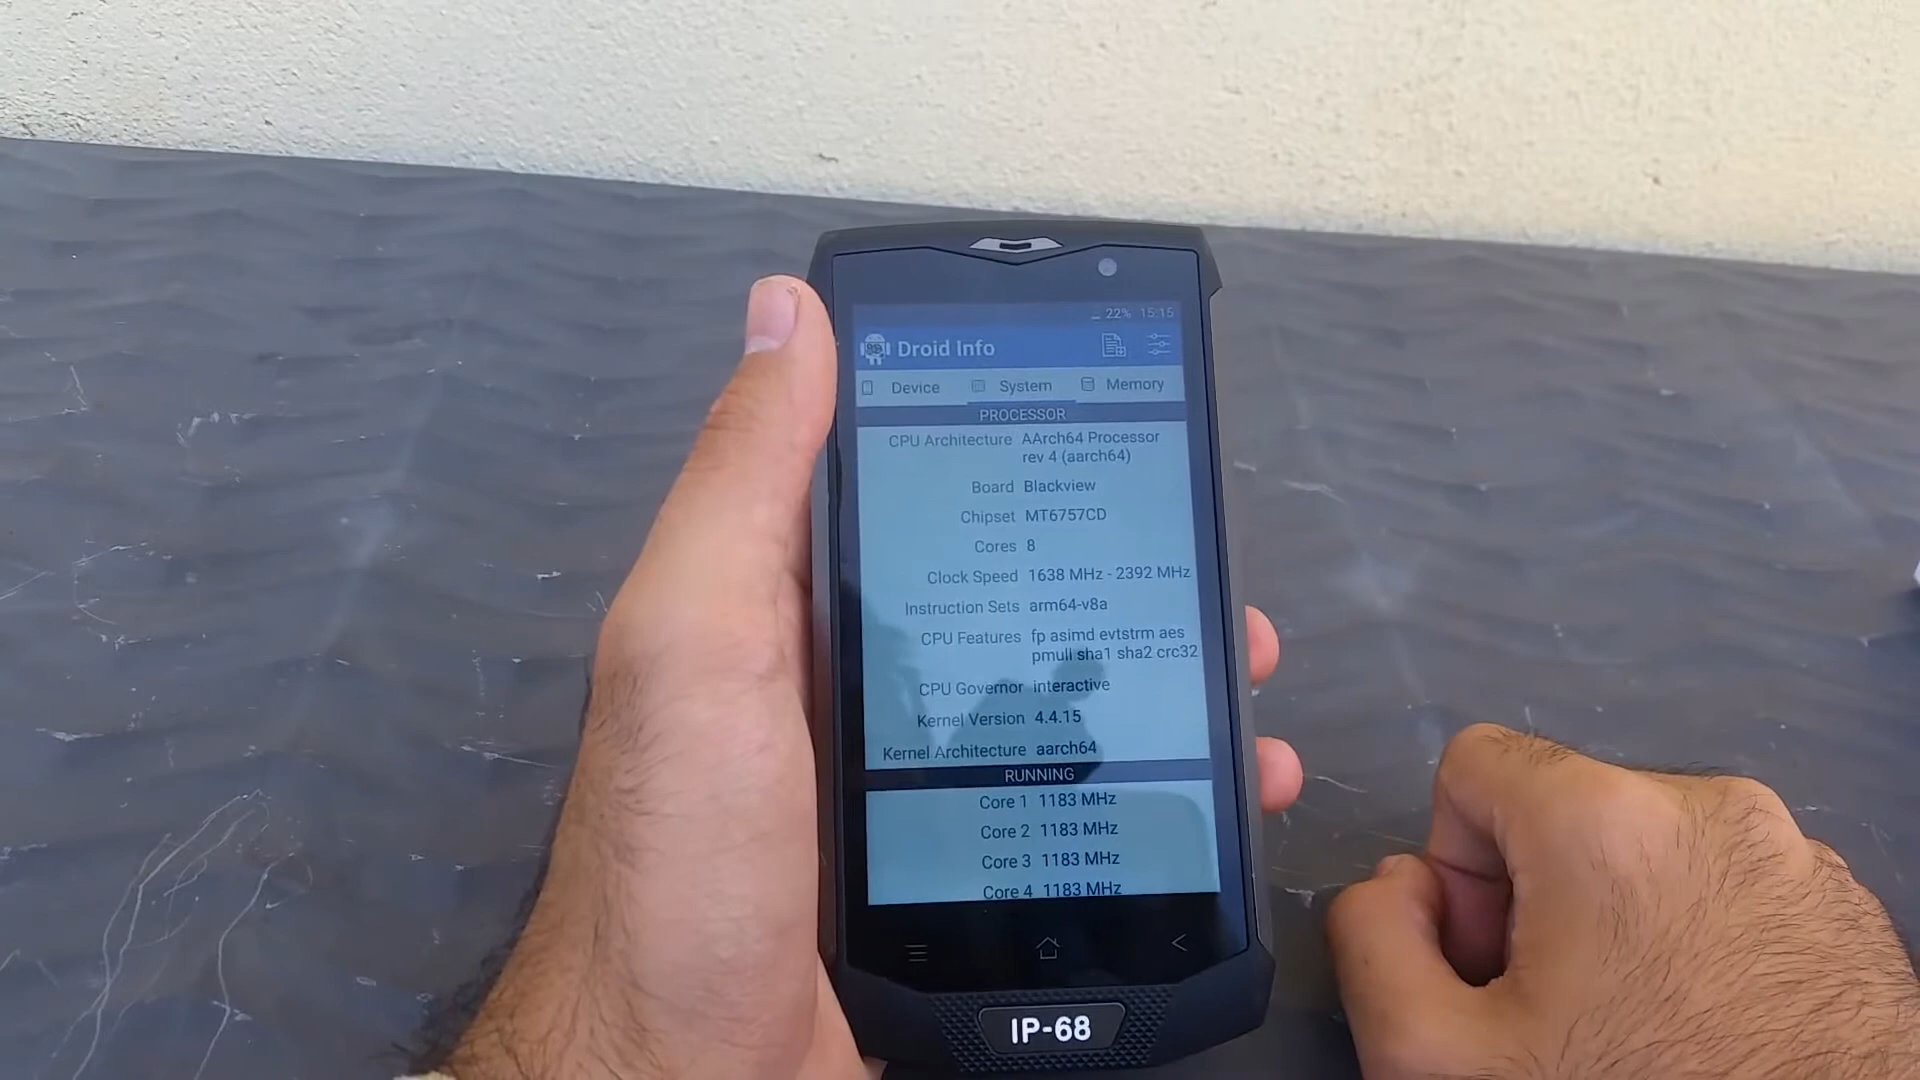 22% 15:15
Droid Info
Device System Memory
PROCESSOR
CPU Architecture AArch64 Processor
rev 4 (aarch64)
Board Blackview
Chipset MT6757CD
Cores 8
Clock Speed 1638 MHz - 2392 MHz
Instruction Sets arm64-v8a
CPU Features fp asimd evtstrm aes
pmull sha1 sha2 crc32
CPU Governor interactive
Kernel Version 4.4.15
Kernel Architecture aarch64
RUNNING
Core 1 1183 MHz
Core 2 1183 MHz
Core 3 1183 MHz
Core 4 1183 MHz
IP-68